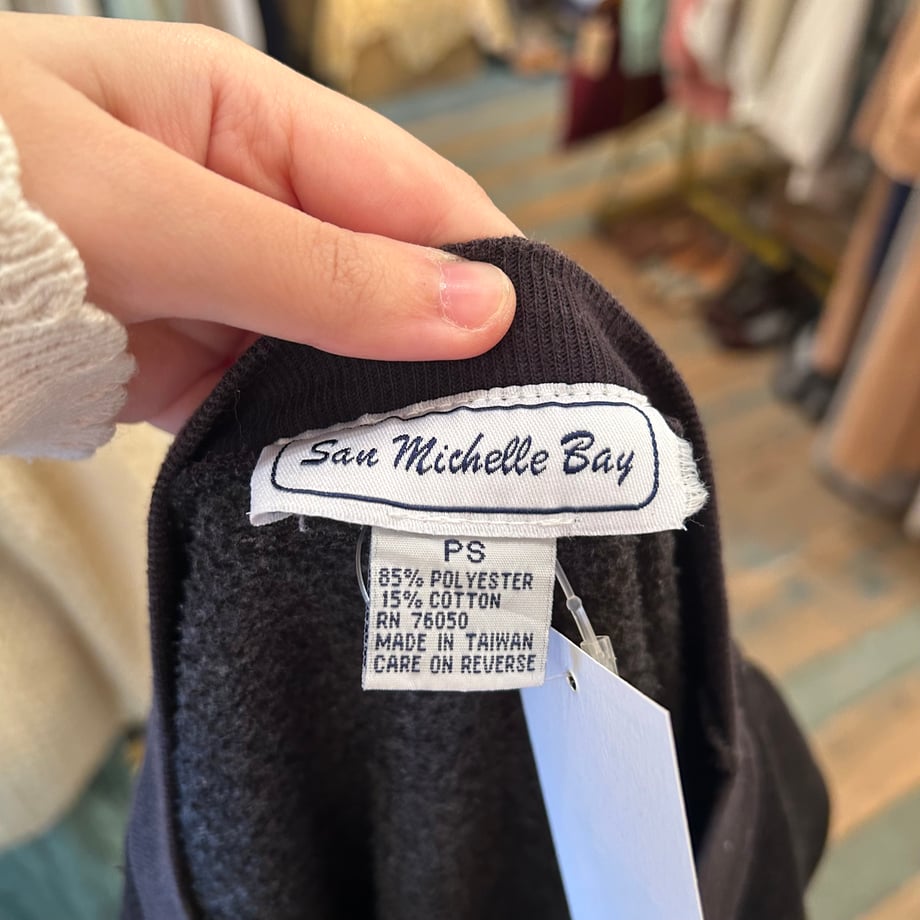 San Michelle Bay
PS
85% POLYESTER
15% COTTON
RN 76050
MADE IN TAIWAN
CARE ON REVERSE